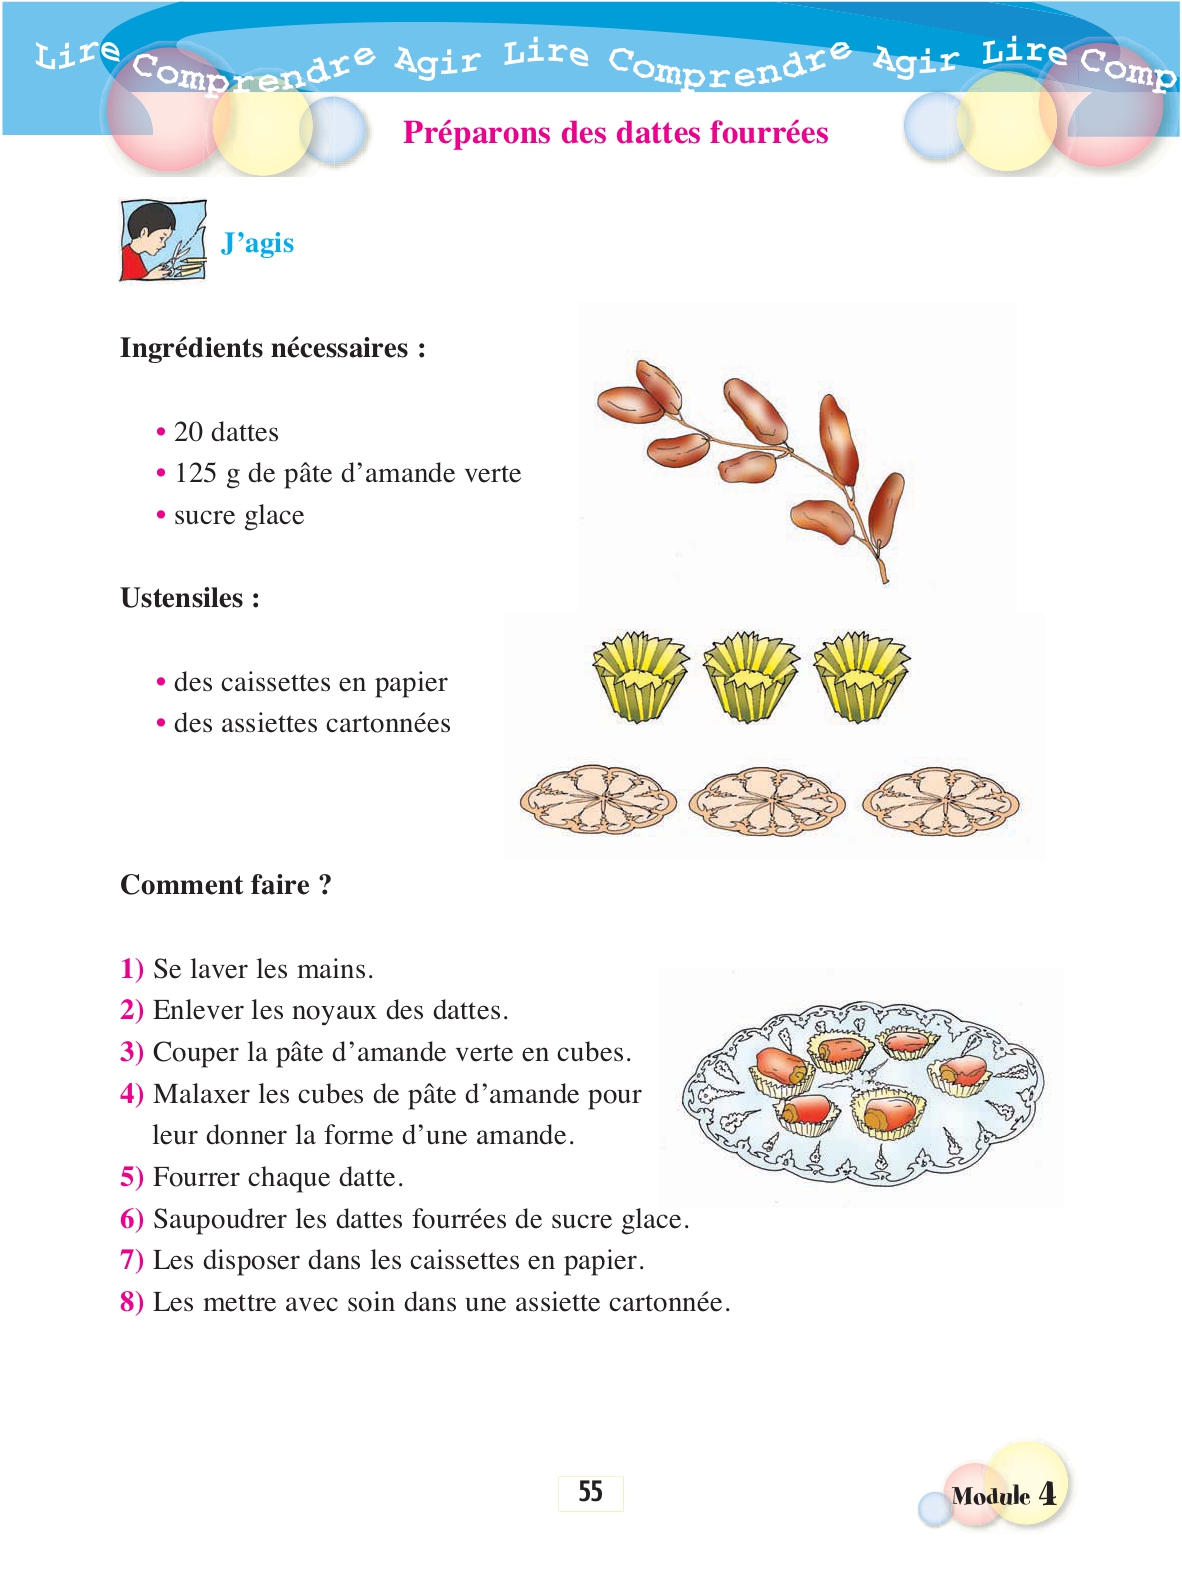 Lire Comprendre Agir Lire Comprendre Agir Lire Comp
Préparons des dattes fourrées
J’agis
Ingrédients nécessaires :
• 20 dattes
• 125 g de pâte d’amande verte
• sucre glace
Ustensiles :
• des caissettes en papier
• des assiettes cartonnées
Comment faire ?
1) Se laver les mains.
2) Enlever les noyaux des dattes.
3) Couper la pâte d’amande verte en cubes.
4) Malaxer les cubes de pâte d’amande pour
leur donner la forme d’une amande.
5) Fourrer chaque datte.
6) Saupoudrer les dattes fourrées de sucre glace.
7) Les disposer dans les caissettes en papier.
8) Les mettre avec soin dans une assiette cartonnée.
55
Module 4